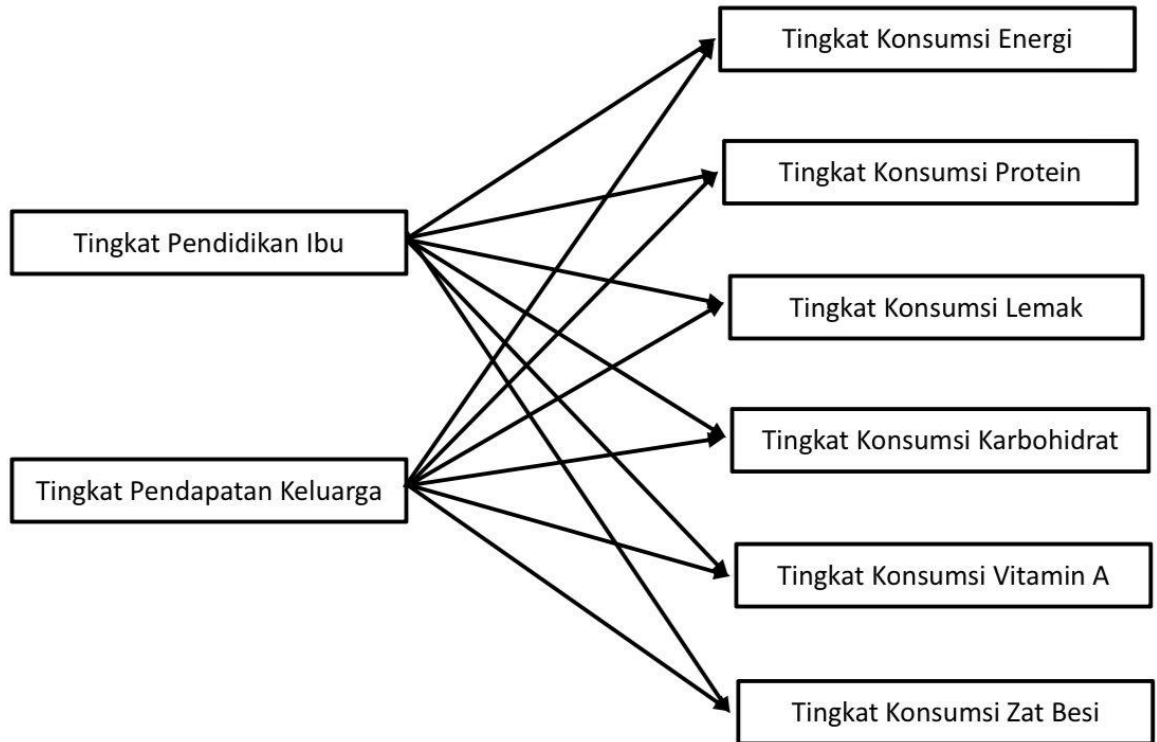 Tingkat Konsumsi Energi
Tingkat Konsumsi Protein
Tingkat Pendidikan Ibu
Tingkat Konsumsi Lemak
Tingkat Konsumsi Karbohidrat
Tingkat Pendapatan Keluarga
Tingkat Konsumsi Vitamin A
Tingkat Konsumsi Zat Besi